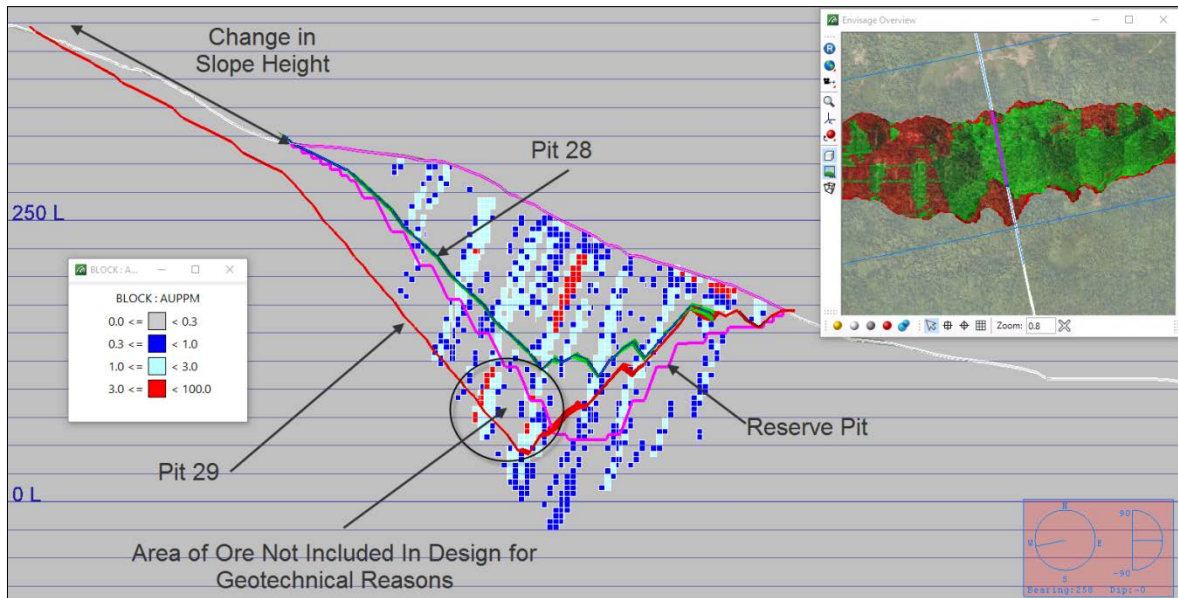 Change in
Slope Height
Pit 28
250 L
BLOCK : A...
BLOCK : AUPPM
0.0 <= < 0.3
0.3 <= < 1.0
1.0 <= < 3.0
3.0 <= < 100.0
Pit 29
Reserve Pit
0 L
Area of Ore Not Included In Design for
Geotechnical Reasons
Envisage Overview
R
Zoom: 0.8
N
W E
S
90
-90
Bearing:258 Dip:-0